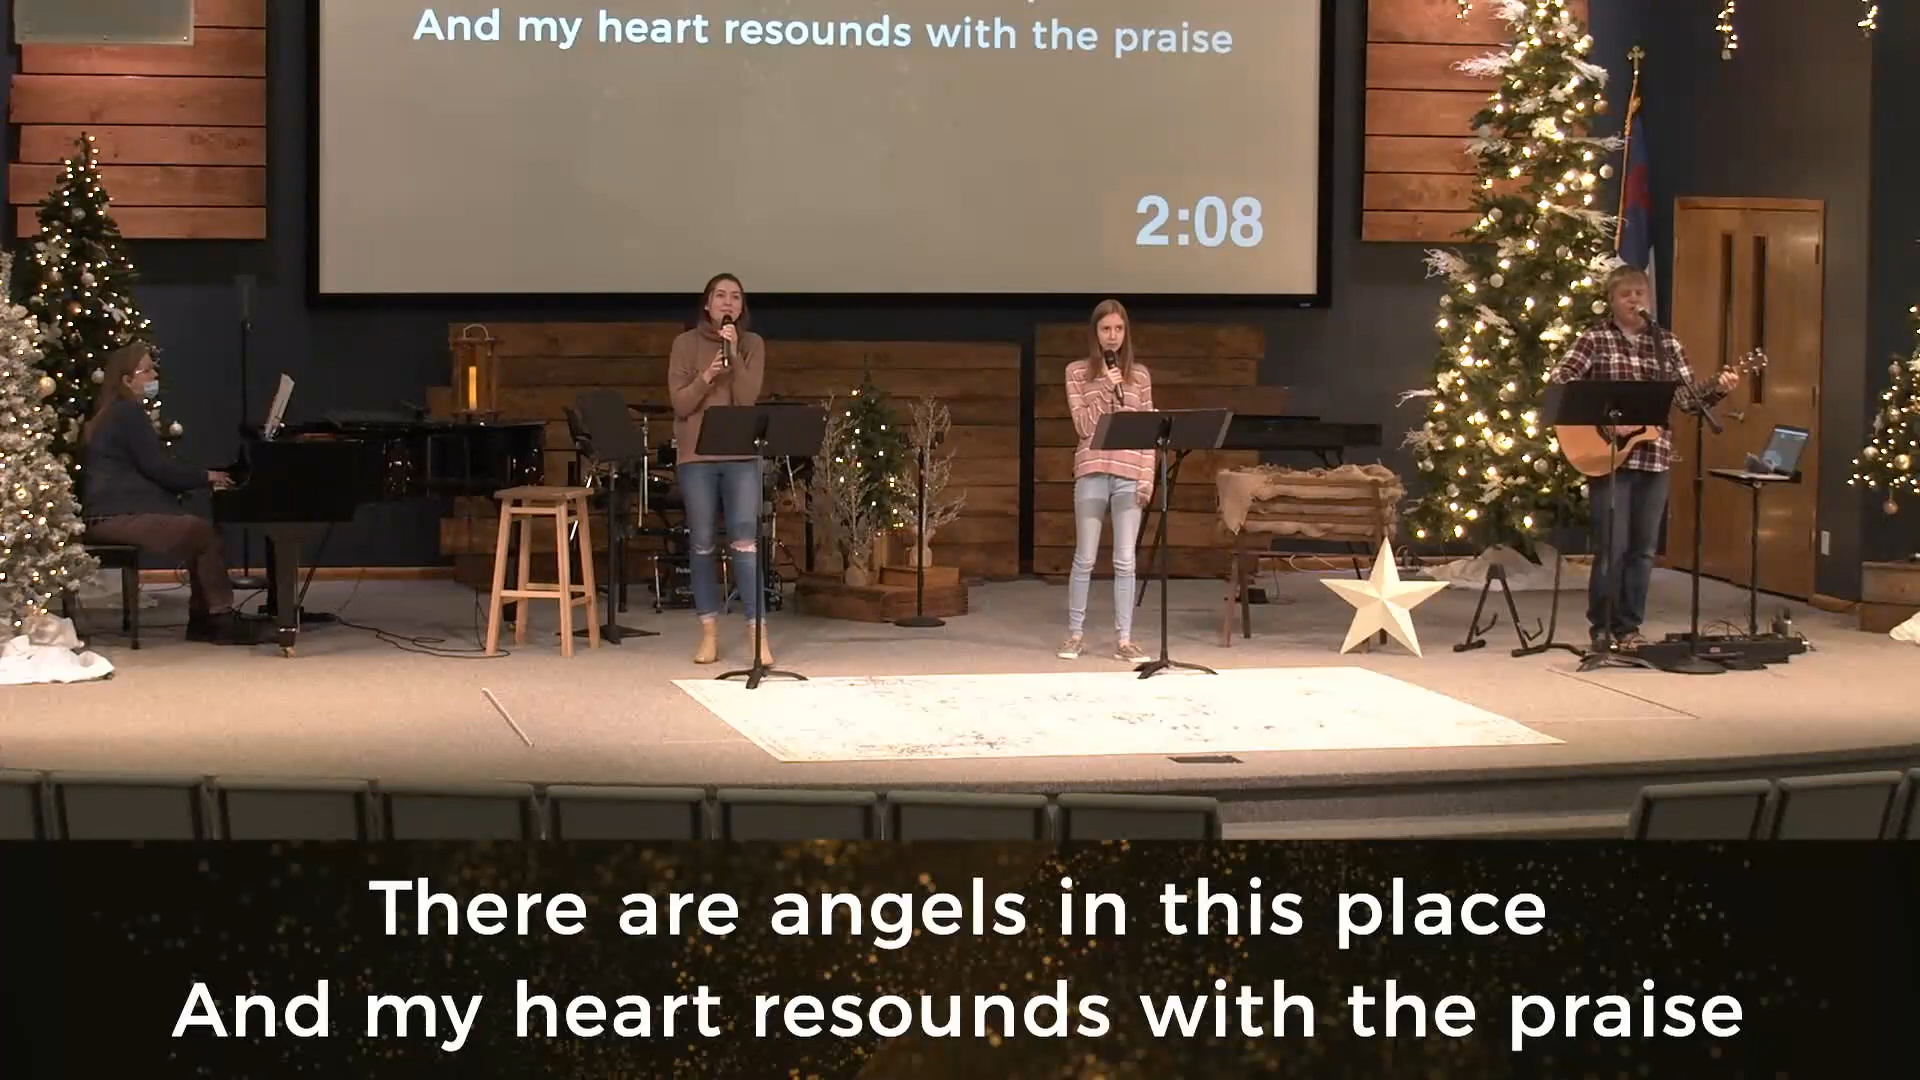 And my heart resounds with the praise
2:08
There are angels in this place
And my heart resounds with the praise